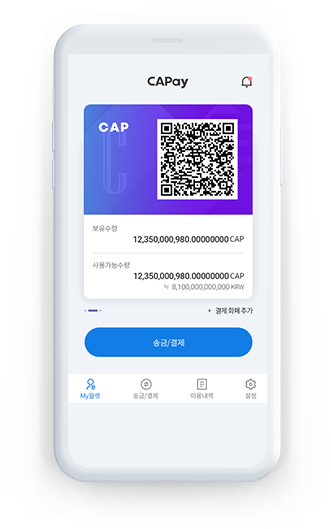 CAPay
CAP
보유수량
12,350,000,980.00000000 CAP
사용가능수량
12,350,000,980.00000000 CAP
≒ 8,100,000,000,000 KRW
+ 결제 화폐 추가
송금/결제
My월렛
송금/결제
이용내역
설정